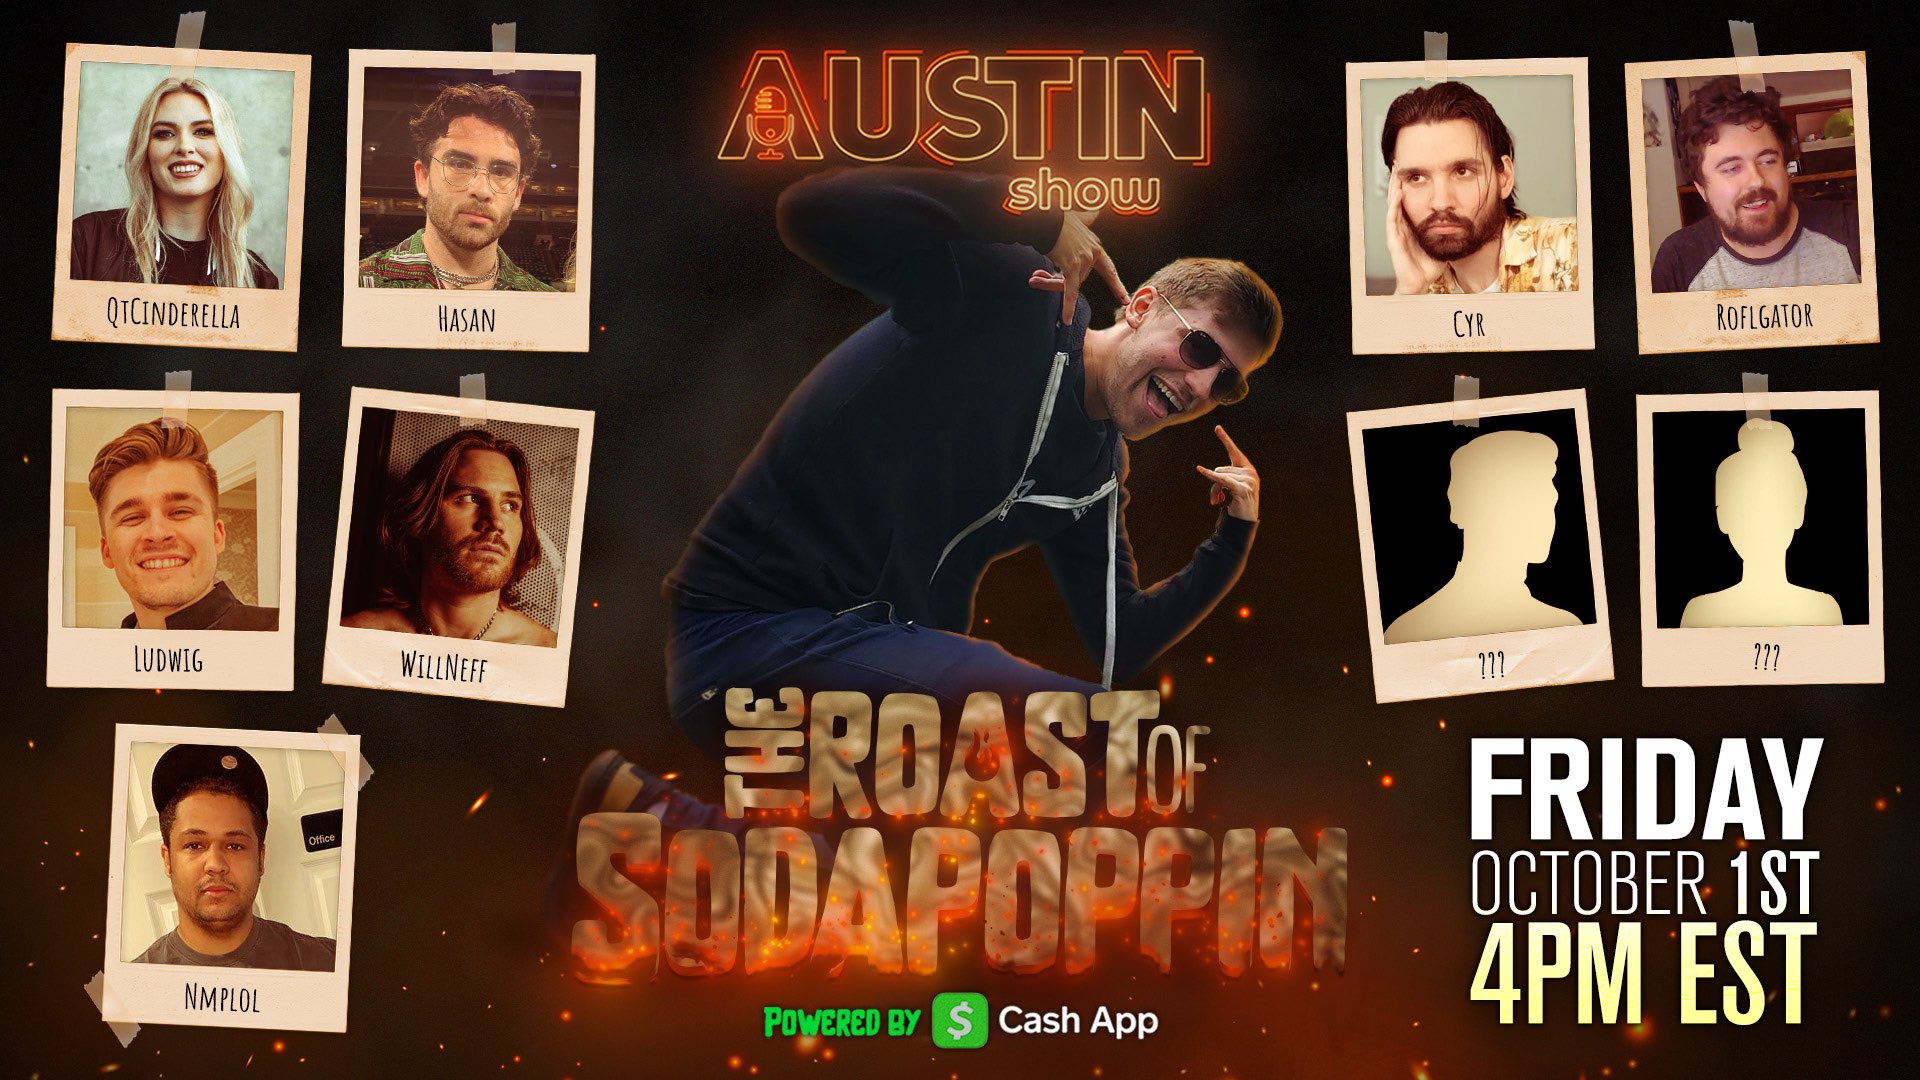 AUSTIN
show
QTCINDERELLA
HASAN
CYR
ROFLGATOR
LUDWIG
WILLNEFF
???
???
Office
NMPLOL
THE ROAST OF
SODAPOPPIN
POWERED BY $ Cash App
FRIDAY
OCTOBER 1ST
4PM EST